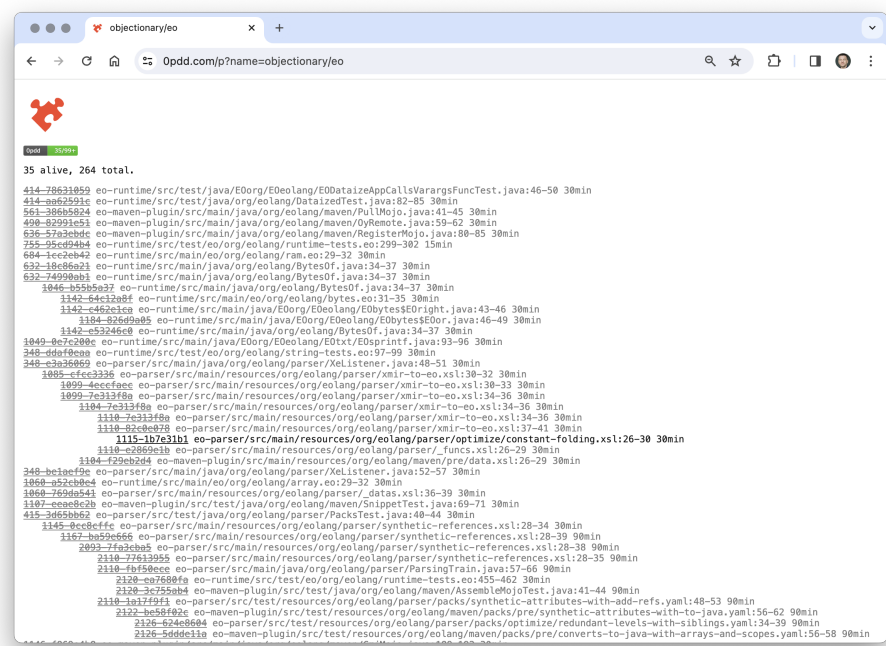 objectionary/eo
0pdd.com/p?name=objectionary/eo
0pdd 35/99+
35 alive, 264 total.
414-78631059 eo-runtime/src/test/java/EOorg/EOeolang/EODataizeAppCallsVarargsFuncTest.java:46-50 30min
414-aa62591c eo-runtime/src/test/java/org/eolang/DataizedTest.java:82-85 30min
561-386b5824 eo-maven-plugin/src/main/java/org/eolang/maven/PullMojo.java:41-45 30min
490-82991e51 eo-maven-plugin/src/main/java/org/eolang/maven/OyRemote.java:59-62 30min
636-57a3ebdc eo-maven-plugin/src/main/java/org/eolang/maven/RegisterMojo.java:80-85 30min
755-95cd94b4 eo-runtime/src/test/eo/org/eolang/runtime-tests.eo:299-302 15min
684-1cc2eb42 eo-runtime/src/main/eo/org/eolang/ram.eo:29-32 30min
632-18c86a21 eo-runtime/src/main/java/org/eolang/BytesOf.java:34-37 30min
632-74990ab1 eo-runtime/src/main/java/org/eolang/BytesOf.java:34-37 30min
1046-b55b5a37 eo-runtime/src/main/java/org/eolang/BytesOf.java:34-37 30min
1142-64c12a8f eo-runtime/src/main/eo/org/eolang/bytes.eo:31-35 30min
1142-c462e1ca eo-runtime/src/main/java/EOorg/EOeolang/EObytes$EOright.java:43-46 30min
1184-826d9a05 eo-runtime/src/main/java/EOorg/EOeolang/EObytes$EOor.java:46-49 30min
1142-e53246c0 eo-runtime/src/main/java/org/eolang/BytesOf.java:34-37 30min
1049-0e7c200c eo-runtime/src/main/java/EOorg/EOeolang/EOtxt/EOsprintf.java:93-96 30min
348-ddaf0caa eo-runtime/src/test/eo/org/eolang/string-tests.eo:97-99 30min
348-e3a36069 eo-parser/src/main/java/org/eolang/parser/XeListener.java:48-51 30min
1085-cfcc3336 eo-parser/src/main/resources/org/eolang/parser/xmir-to-eo.xsl:30-32 30min
1099-4eccfaec eo-parser/src/main/resources/org/eolang/parser/xmir-to-eo.xsl:30-33 30min
1099-7e313f8a eo-parser/src/main/resources/org/eolang/parser/xmir-to-eo.xsl:34-36 30min
1104-7e313f8a eo-parser/src/main/resources/org/eolang/parser/xmir-to-eo.xsl:34-36 30min
1110-7e313f8a eo-parser/src/main/resources/org/eolang/parser/xmir-to-eo.xsl:34-36 30min
1110-82c0e078 eo-parser/src/main/resources/org/eolang/parser/xmir-to-eo.xsl:37-41 30min
1115-1b7e31b1 eo-parser/src/main/resources/org/eolang/parser/optimize/constant-folding.xsl:26-30 30min
1110-e2869e1b eo-parser/src/main/resources/org/eolang/parser/_funcs.xsl:26-29 30min
1104-f29eb2d4 eo-maven-plugin/src/main/resources/org/eolang/maven/pre/data.xsl:26-29 30min
348-be1aef9e eo-parser/src/main/java/org/eolang/parser/XeListener.java:52-57 30min
1060-a52cb0e4 eo-runtime/src/main/eo/org/eolang/array.eo:29-32 30min
1060-769da541 eo-parser/src/main/resources/org/eolang/parser/_datas.xsl:36-39 30min
1107-eeae8c2b eo-maven-plugin/src/test/java/org/eolang/maven/SnippetTest.java:69-71 30min
415-3d65bb62 eo-parser/src/test/java/org/eolang/parser/PacksTest.java:40-44 30min
1145-0cc8cffc eo-parser/src/main/resources/org/eolang/parser/synthetic-references.xsl:28-34 30min
1167-ba59e666 eo-parser/src/main/resources/org/eolang/parser/synthetic-references.xsl:28-39 90min
2093-7fa3cba5 eo-parser/src/main/resources/org/eolang/parser/synthetic-references.xsl:28-38 90min
2110-77613955 eo-parser/src/main/resources/org/eolang/parser/synthetic-references.xsl:28-35 90min
2110-fbf50ece eo-parser/src/main/java/org/eolang/parser/ParsingTrain.java:57-66 90min
2120-ea7680fa eo-runtime/src/test/eo/org/eolang/runtime-tests.eo:455-462 30min
2120-3c755ab4 eo-maven-plugin/src/test/java/org/eolang/maven/AssembleMojoTest.java:41-44 90min
2110-1a17f9f1 eo-parser/src/test/resources/org/eolang/parser/packs/synthetic-attributes-with-add-refs.yaml:48-53 90min
2122-be58f02c eo-maven-plugin/src/test/resources/org/eolang/maven/packs/pre/synthetic-attributes-with-to-java.yaml:56-62 90min
2126-624c8604 eo-parser/src/test/resources/org/eolang/parser/packs/optimize/redundant-levels-with-siblings.yaml:34-39 90min
2126-5ddde11a eo-maven-plugin/src/test/resources/org/eolang/maven/packs/pre/converts-to-java-with-arrays-and-scopes.yaml:56-58 90min